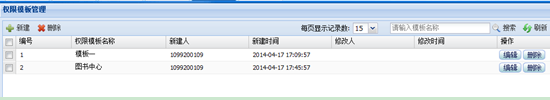 权限模板管理
新建 删除 每页显示记录数: 15 请输入模板名称 搜索 刷新
编号 权限模板名称 新建人 新建时间 修改人 修改时间 操作
1 模板一 1099200109 2014-04-17 17:09:57 编辑 删除
2 图书中心 1099200109 2014-04-17 17:45:57 编辑 删除